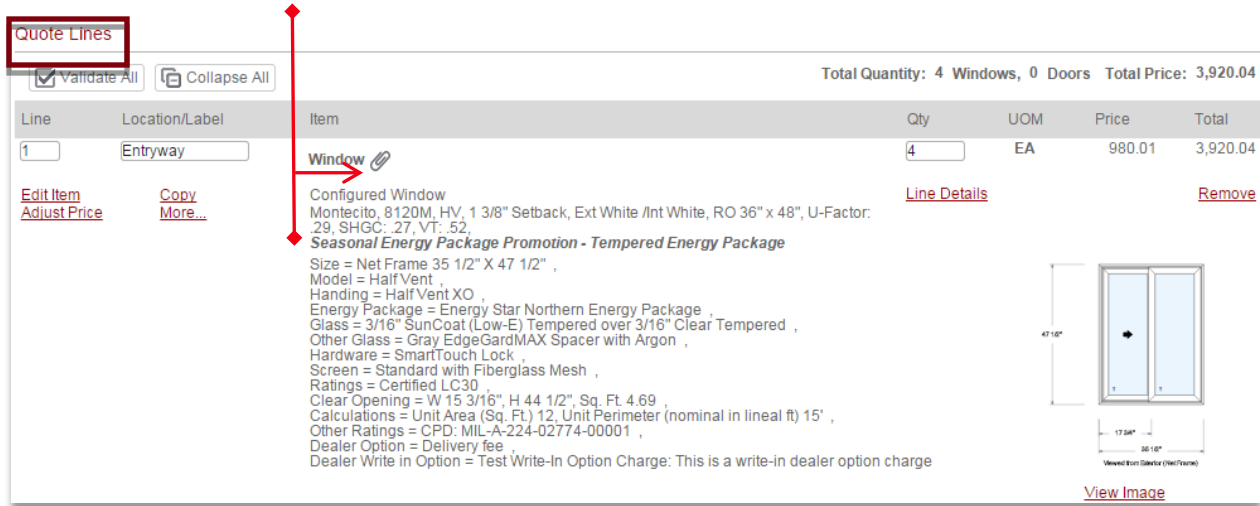 Quote Lines
Validate All Collapse All Total Quantity: 4 Windows, 0 Doors Total Price: 3,920.04
Line Location/Label Item Qty UOM Price Total
1 Entryway Window 4 EA 980.01 3,920.04
Edit Item Copy Configured Window Line Details Remove
Adjust Price More... Montecito, 8120M, HV, 1 3/8" Setback, Ext White /Int White, RO 36" x 48", U-Factor:
.29, SHGC: .27, VT: .52,
Seasonal Energy Package Promotion - Tempered Energy Package
Size = Net Frame 35 1/2" X 47 1/2" ,
Model = Half Vent ,
Handing = Half Vent XO ,
Energy Package = Energy Star Northern Energy Package ,
Glass = 3/16" SunCoat (Low-E) Tempered over 3/16" Clear Tempered ,
Other Glass = Gray EdgeGardMAX Spacer with Argon ,
Hardware = SmartTouch Lock ,
Screen = Standard with Fiberglass Mesh ,
Ratings = Certified LC30 ,
Clear Opening = W 15 3/16", H 44 1/2", Sq. Ft. 4.69 ,
Calculations = Unit Area (Sq. Ft.) 12, Unit Perimeter (nominal in lineal ft) 15' ,
Other Ratings = CPD: MIL-A-224-02774-00001 ,
Dealer Option = Delivery fee ,
Dealer Write in Option = Test Write-In Option Charge: This is a write-in dealer option charge
Viewed from Exterior (Net Frame)
View Image